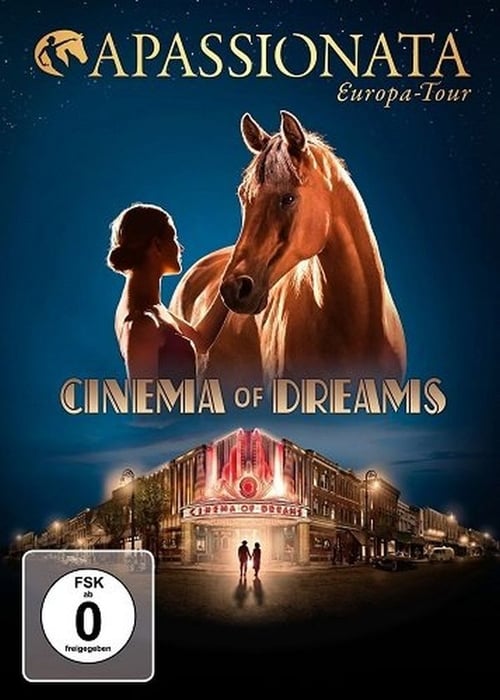 APASSIONATA
Europa-Tour
CINEMA OF DREAMS
CINEMA OF DREAMS
FSK
ab
0
freigegeben